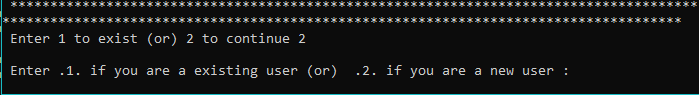 ***************************************************************************************
*************************************************************************************
Enter 1 to exist (or) 2 to continue 2
Enter .1. if you are a existing user (or)  .2. if you are a new user :